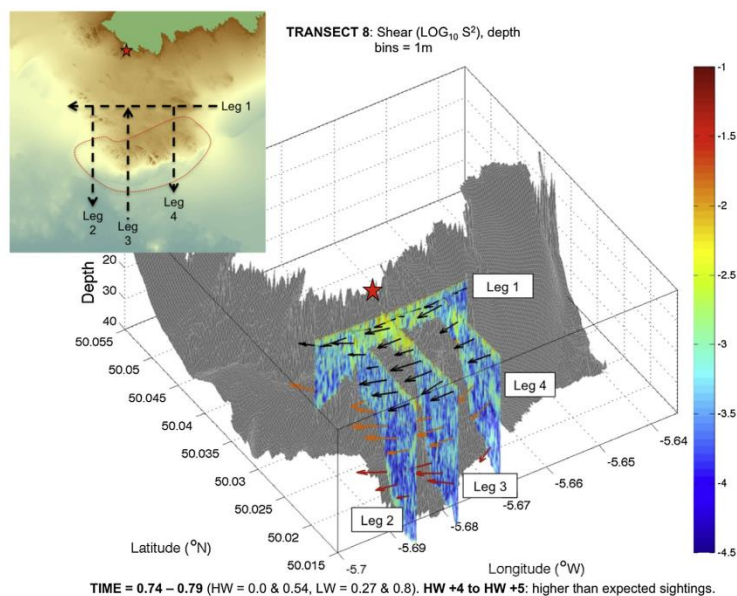 TRANSECT 8: Shear (LOG10 S2), depth
bins = 1m
Leg 1
Leg
2
Leg
3
Leg
4
-1
-1.5
-2
-2.5
-3
-3.5
-4
-4.5
20
30
40
Depth
Leg 1
Leg 4
Leg 3
Leg 2
50.055
50.05
50.045
50.04
50.035
50.03
50.025
50.02
50.015
-5.7
-5.69
-5.68
-5.67
-5.66
-5.65
-5.64
Latitude (°N)
Longitude (°W)
TIME = 0.74 – 0.79 (HW = 0.0 & 0.54, LW = 0.27 & 0.8). HW +4 to HW +5: higher than expected sightings.